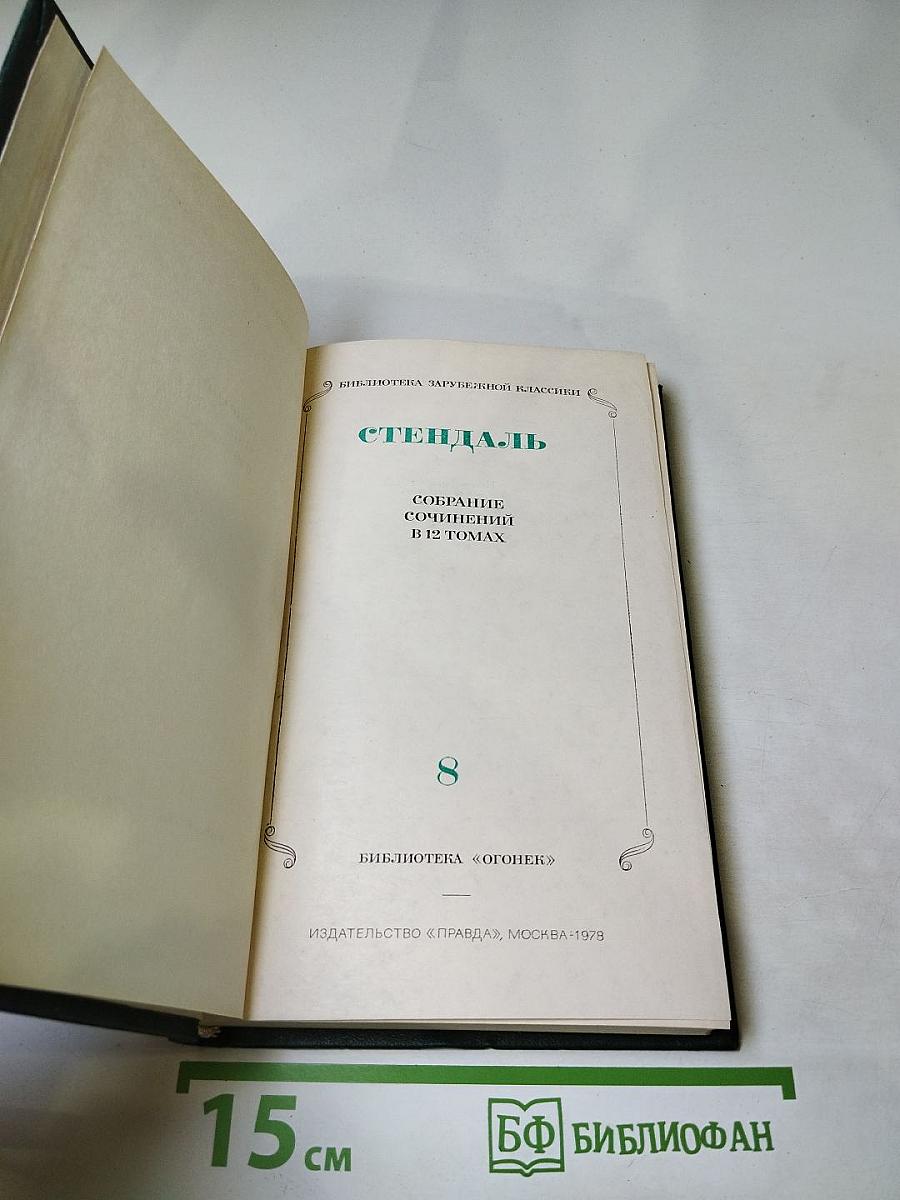 БИБЛИОТЕКА ЗАРУБЕЖНОЙ КЛАССИКИ
СТЕНДАЛЬ
СОБРАНИЕ
СОЧИНЕНИЙ
В 12 ТОМАХ
8
БИБЛИОТЕКА «ОГОНЕК»
ИЗДАТЕЛЬСТВО «ПРАВДА», МОСКВА-1978
15 см
БФ БИБЛИОФАН